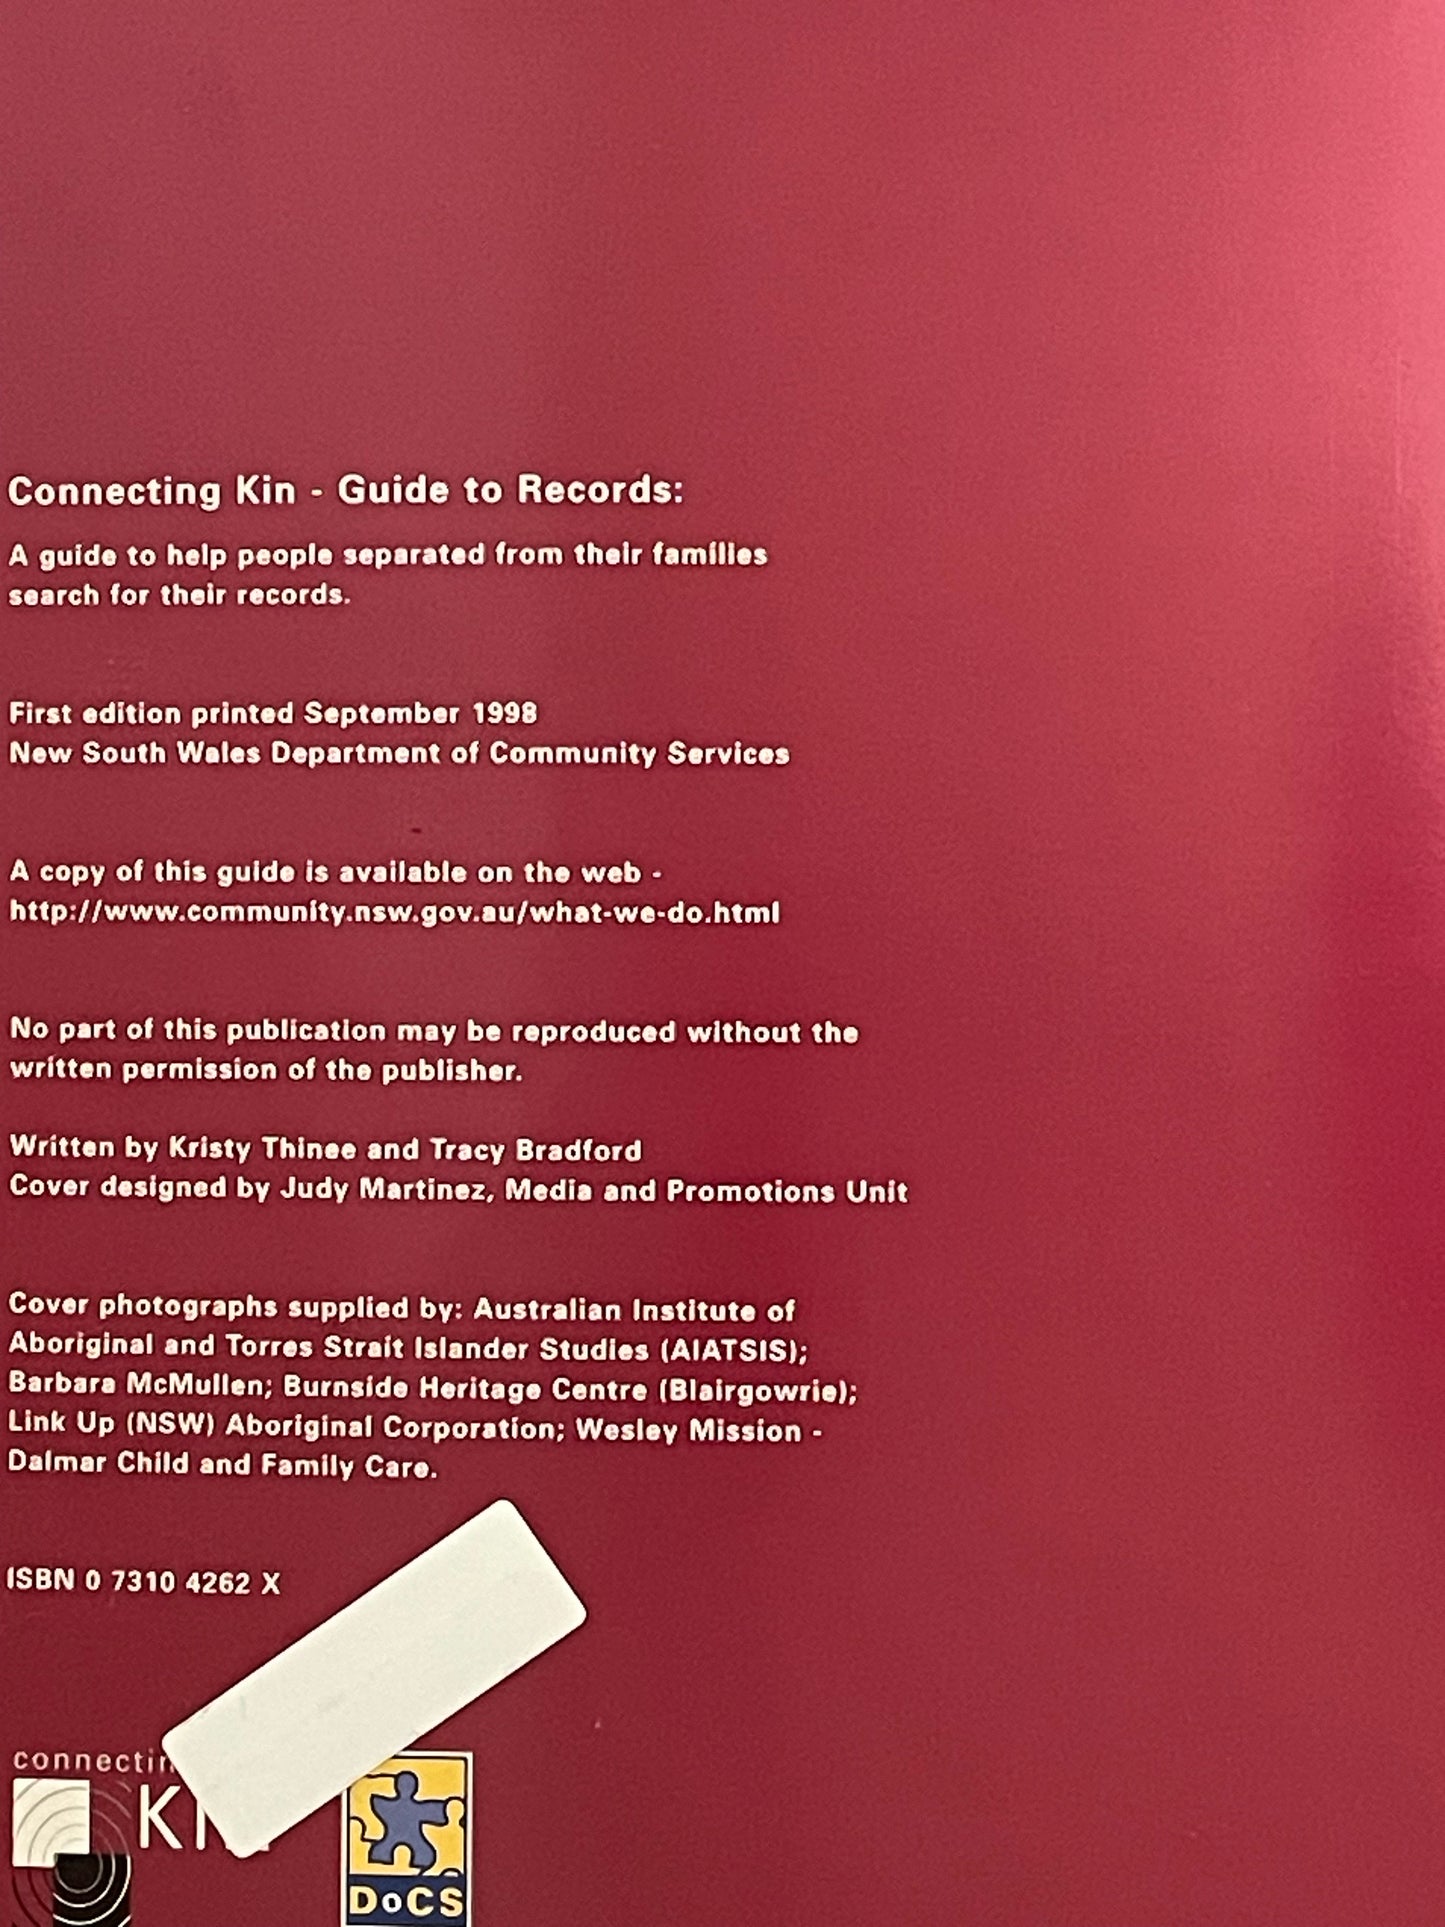 Connecting Kin - Guide to Records:
A guide to help people separated from their families
search for their records.
First edition printed September 1998
New South Wales Department of Community Services
A copy of this guide is available on the web -
http://www.community.nsw.gov.au/what-we-do.html
No part of this publication may be reproduced without the
written permission of the publisher.
Written by Kristy Thinee and Tracy Bradford
Cover designed by Judy Martinez, Media and Promotions Unit
Cover photographs supplied by: Australian Institute of
Aboriginal and Torres Strait Islander Studies (AIATSIS);
Barbara McMullen; Burnside Heritage Centre (Blairgowrie);
Link Up (NSW) Aboriginal Corporation; Wesley Mission -
Dalmar Child and Family Care.
ISBN 0 7310 4262 X
DoCS